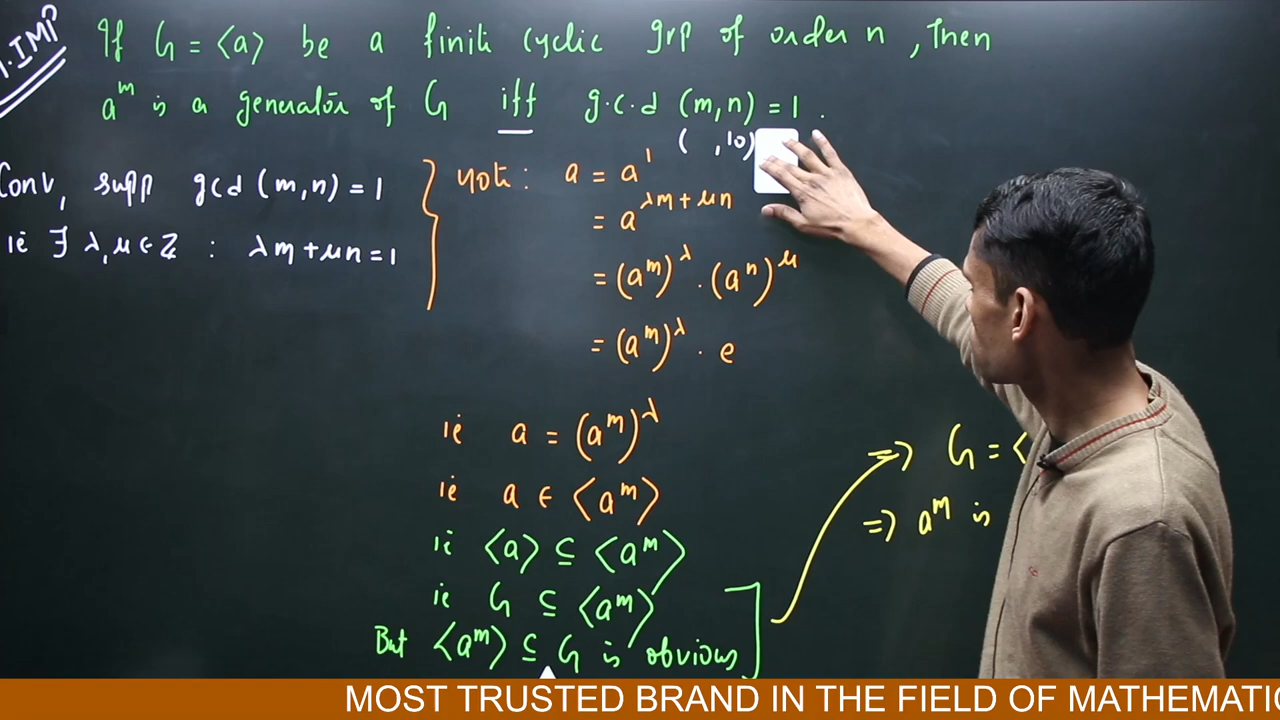 V.IMP
If G = <a> be a finite cyclic grp of order n , Then
a^m is a generator of G iff g.c.d (m,n) = 1 .
( , 10)
Conv, supp gcd (m,n) = 1
ie ∃ λ, μ ∈ Z : λm + μn = 1
Note : a = a^1
= a^{λm + μn}
= (a^m)^λ . (a^n)^μ
= (a^m)^λ . e
ie a = (a^m)^λ
ie a ∈ <a^m>
ie <a> ⊆ <a^m>
ie G ⊆ <a^m>
But <a^m> ⊆ G is obvious
=> G = <
=> a^m is
MOST TRUSTED BRAND IN THE FIELD OF MATHEMATIC